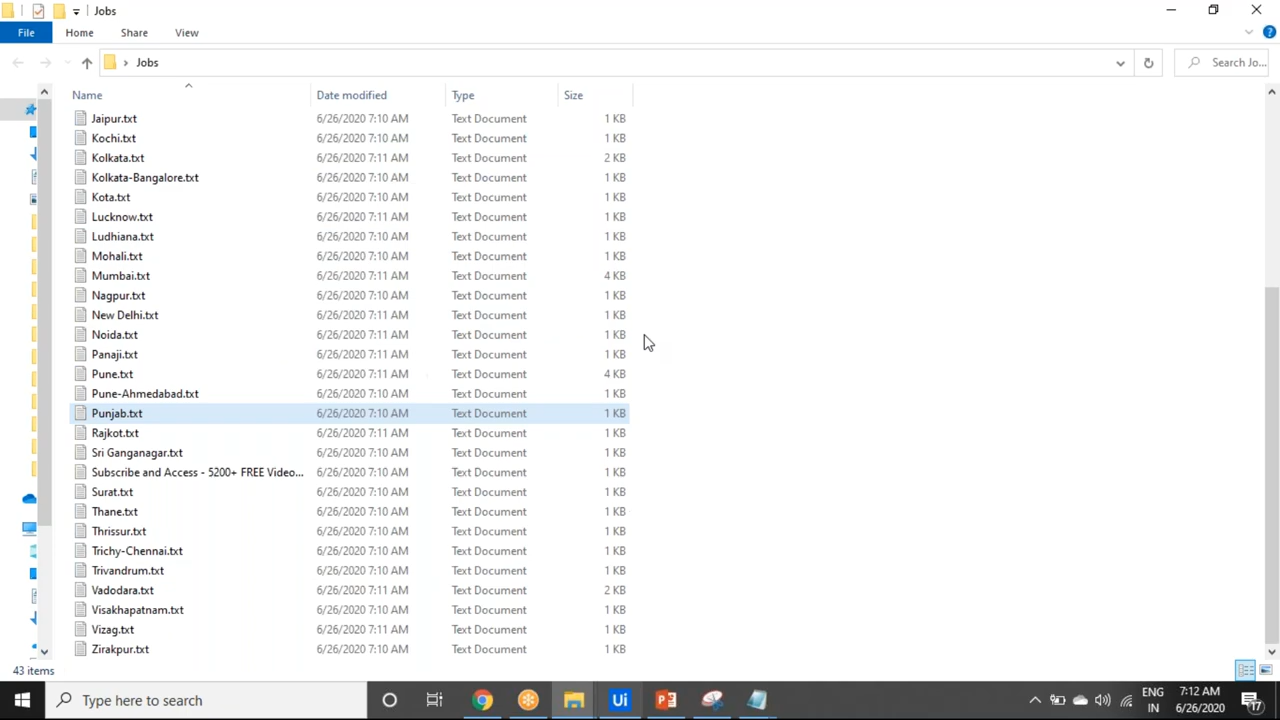 Jobs
File Home Share View
Jobs Search Jo...
Name Date modified Type Size
Jaipur.txt 6/26/2020 7:10 AM Text Document 1 KB
Kochi.txt 6/26/2020 7:10 AM Text Document 1 KB
Kolkata.txt 6/26/2020 7:11 AM Text Document 2 KB
Kolkata-Bangalore.txt 6/26/2020 7:10 AM Text Document 1 KB
Kota.txt 6/26/2020 7:10 AM Text Document 1 KB
Lucknow.txt 6/26/2020 7:11 AM Text Document 1 KB
Ludhiana.txt 6/26/2020 7:10 AM Text Document 1 KB
Mohali.txt 6/26/2020 7:10 AM Text Document 1 KB
Mumbai.txt 6/26/2020 7:11 AM Text Document 4 KB
Nagpur.txt 6/26/2020 7:10 AM Text Document 1 KB
New Delhi.txt 6/26/2020 7:11 AM Text Document 1 KB
Noida.txt 6/26/2020 7:11 AM Text Document 1 KB
Panaji.txt 6/26/2020 7:11 AM Text Document 1 KB
Pune.txt 6/26/2020 7:11 AM Text Document 4 KB
Pune-Ahmedabad.txt 6/26/2020 7:10 AM Text Document 1 KB
Punjab.txt 6/26/2020 7:10 AM Text Document 1 KB
Rajkot.txt 6/26/2020 7:11 AM Text Document 1 KB
Sri Ganganagar.txt 6/26/2020 7:10 AM Text Document 1 KB
Subscribe and Access - 5200+ FREE Video... 6/26/2020 7:10 AM Text Document 1 KB
Surat.txt 6/26/2020 7:10 AM Text Document 1 KB
Thane.txt 6/26/2020 7:10 AM Text Document 1 KB
Thrissur.txt 6/26/2020 7:10 AM Text Document 1 KB
Trichy-Chennai.txt 6/26/2020 7:10 AM Text Document 1 KB
Trivandrum.txt 6/26/2020 7:10 AM Text Document 1 KB
Vadodara.txt 6/26/2020 7:11 AM Text Document 2 KB
Visakhapatnam.txt 6/26/2020 7:10 AM Text Document 1 KB
Vizag.txt 6/26/2020 7:11 AM Text Document 1 KB
Zirakpur.txt 6/26/2020 7:10 AM Text Document 1 KB
43 items
Type here to search Ui ENG 7:12 AM
IN 6/26/2020 17